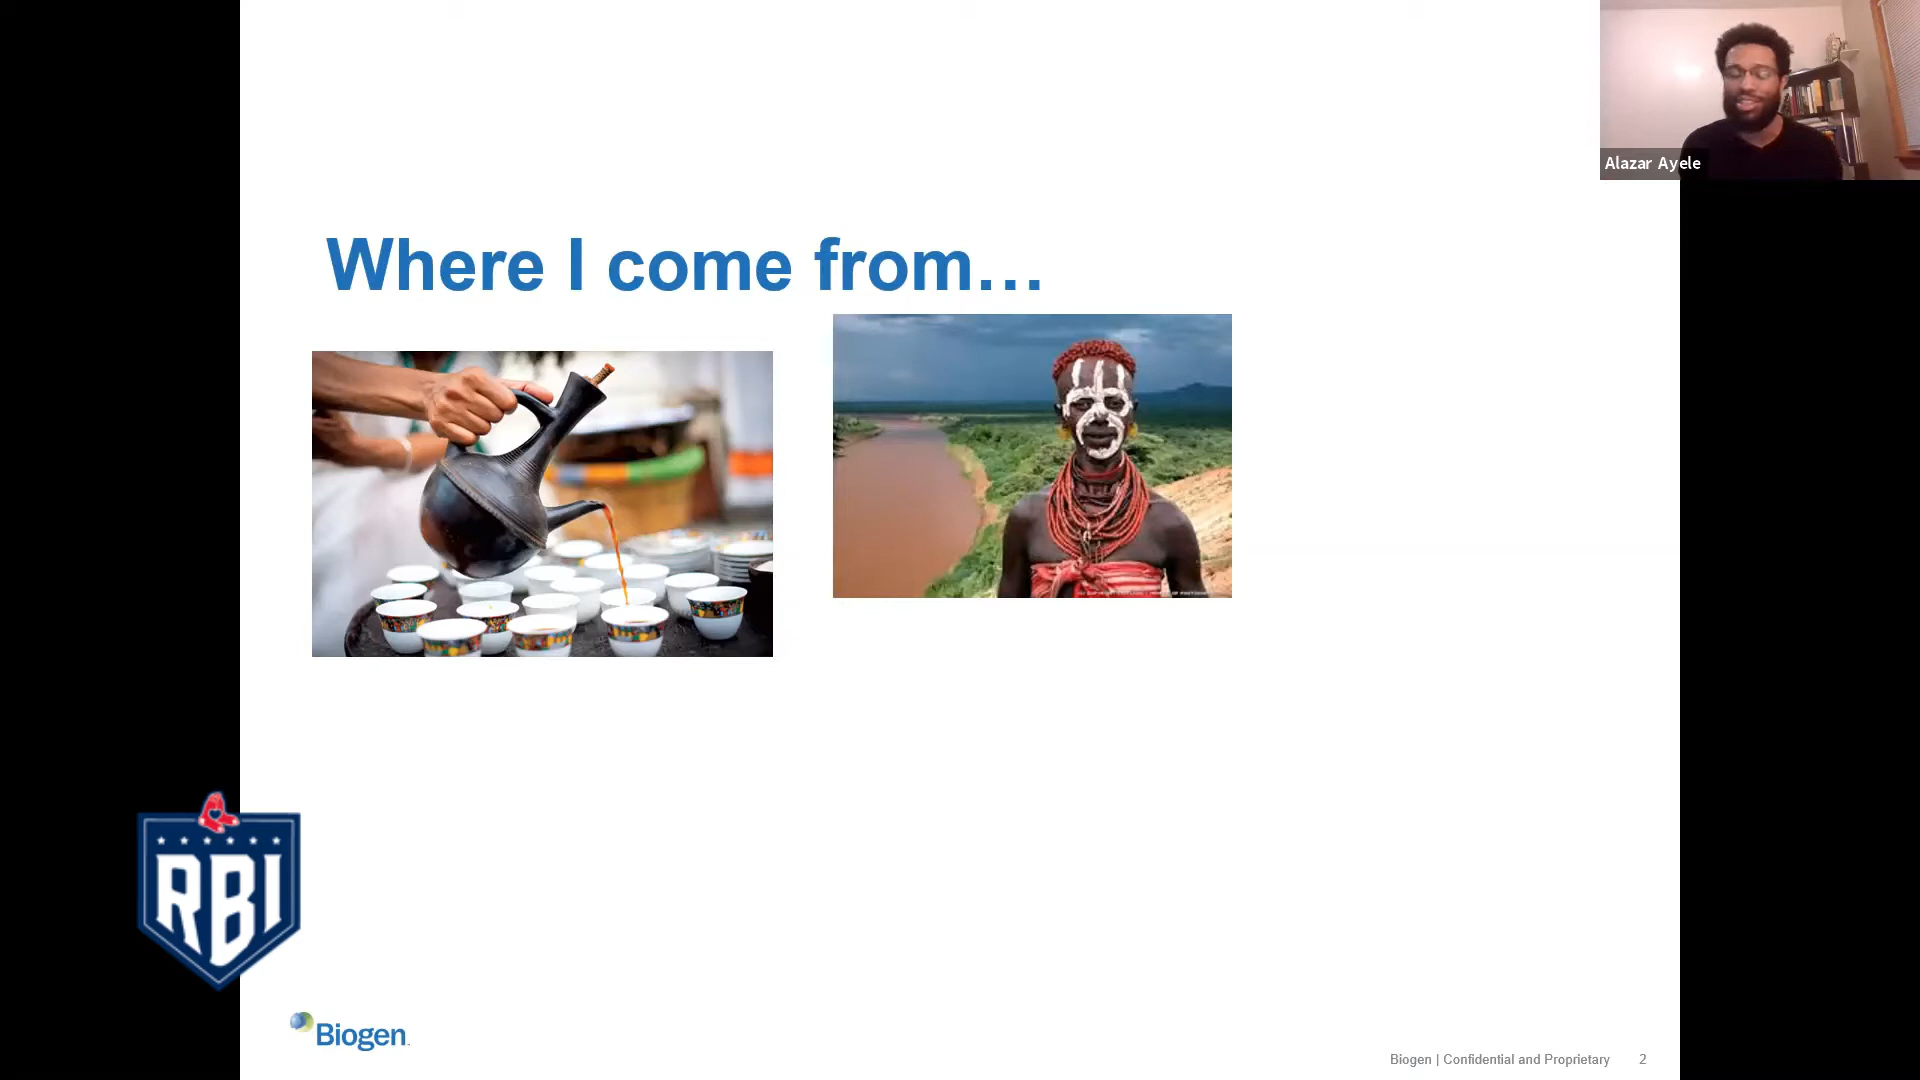 Alazar Ayele
Where I come from...
RBI
Biogen
Biogen | Confidential and Proprietary 2